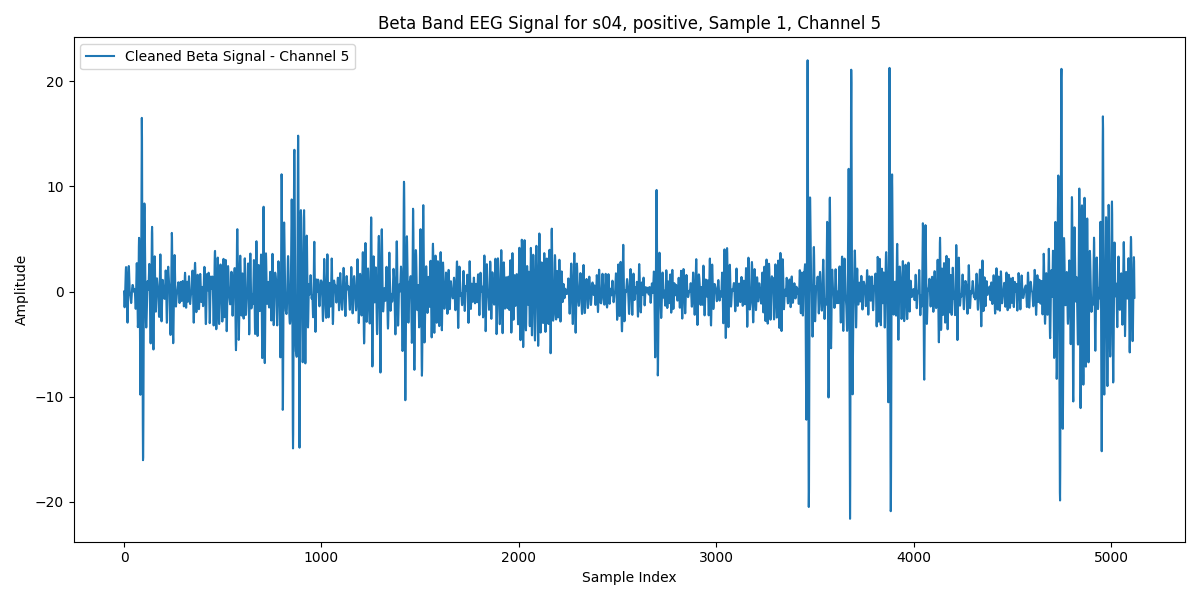 Beta Band EEG Signal for s04, positive, Sample 1, Channel 5
Cleaned Beta Signal - Channel 5
Amplitude
20
10
0
−10
−20
0 1000 2000 3000 4000 5000
Sample Index